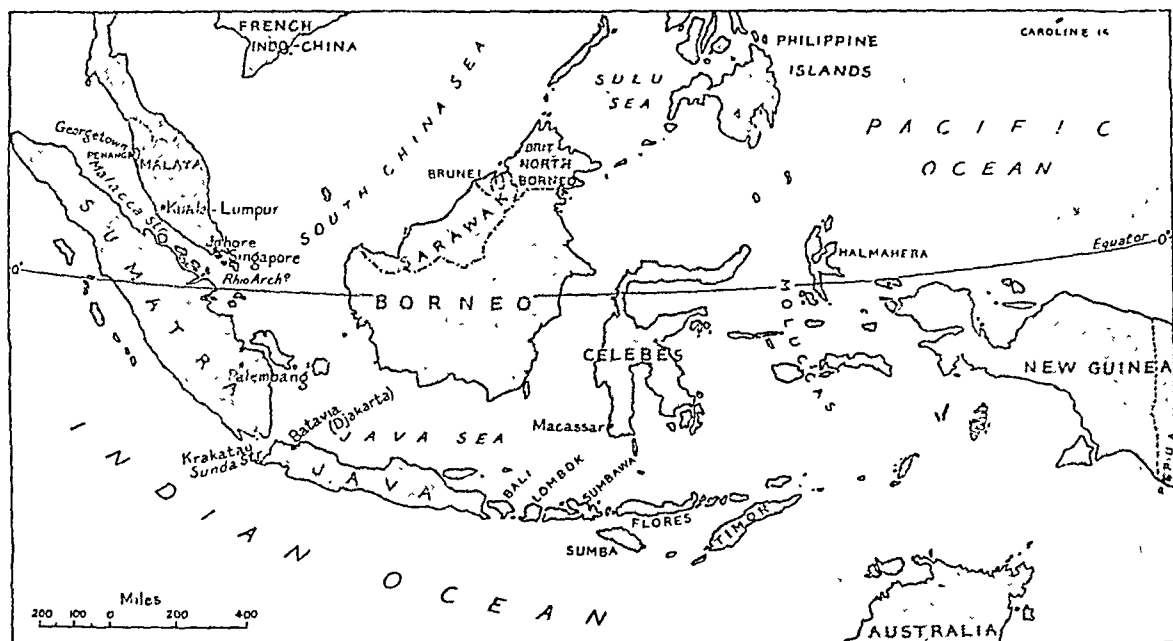 FRENCH
INDO-CHINA
PHILIPPINE
ISLANDS
CAROLINE IS
SULU
SEA
SOUTH CHINA SEA
PACIFIC
OCEAN
Georgetown
PENANG
MALAYA
Malacca Str.
Kuala-Lumpur
BRIT
NORTH
BORNEO
BRUNEI
SARAWAK
Johore
Singapore
Rhio Archo
SUMATRA
0°
Equator
0°
HALMAHERA
MOLUCCAS
BORNEO
CELEBES
NEW GUINEA
PAPUA
Palembang
Batavia
(Djakarta)
JAVA SEA
Macassar
Krakatau
Sunda Str.
JAVA
BALI
LOMBOK
SUMBAWA
FLORES
SUMBA
TIMOR
INDIAN OCEAN
Miles
200 100 0 200 400
AUSTRALIA